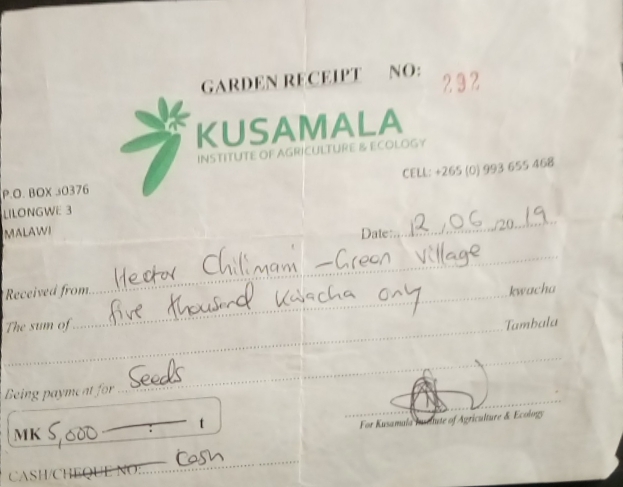 GARDEN RECEIPT NO: 292
KUSAMALA
INSTITUTE OF AGRICULTURE & ECOLOGY
CELL: +265 (0) 993 655 468
P.O. BOX 30376
LILONGWE 3
MALAWI
Date: 12 / 06 / 20 19
Received from Hector Chilimani - Green Village
The sum of five thousand Kwacha only kwacha
Tambala
Being payment for Seeds
MK 5,000 : t
For Kusamala Institute of Agriculture & Ecology
CASH/CHEQUE NO: Cash